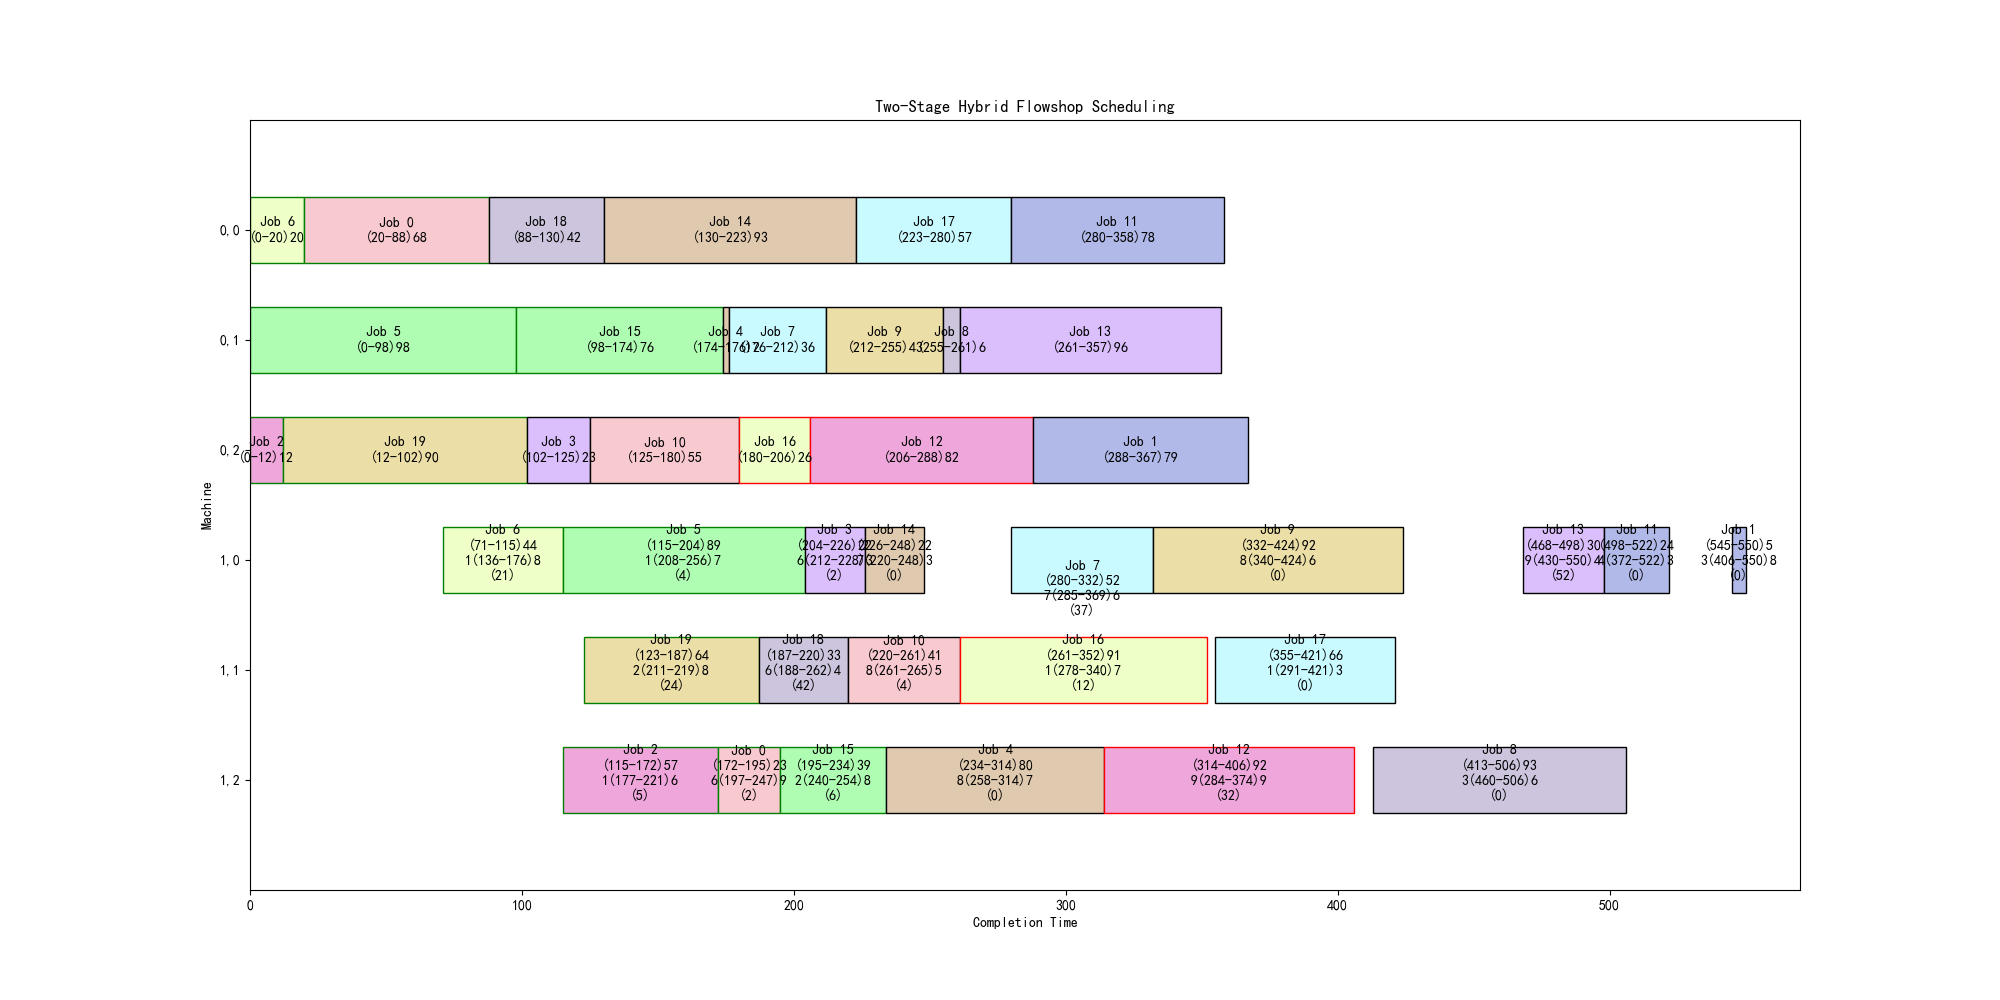 Two-Stage Hybrid Flowshop Scheduling
0,0
Job 6
(0-20)20
Job 0
(20-88)68
Job 18
(88-130)42
Job 14
(130-223)93
Job 17
(223-280)57
Job 11
(280-358)78
0,1
Job 5
(0-98)98
Job 15
(98-174)76
Job 4
(174-176)2
Job 7
(176-212)36
Job 9
(212-255)43
Job 8
(255-261)6
Job 13
(261-357)96
0,2
Job 2
(0-12)12
Job 19
(12-102)90
Job 3
(102-125)23
Job 10
(125-180)55
Job 16
(180-206)26
Job 12
(206-288)82
Job 1
(288-367)79
Machine
1,0
Job 6
(71-115)44
1(136-176)8
(21)
Job 5
(115-204)89
1(208-256)7
(4)
Job 3
(204-226)22
6(212-228)
(2)
Job 14
(226-248)22
(220-248)3
(0)
Job 7
(280-332)52
7(285-369)6
(37)
Job 9
(332-424)92
8(340-424)6
(0)
Job 13
(468-498)30
9(430-550)4
(52)
Job 11
(498-522)24
(372-522)3
(0)
Job 1
(545-550)5
3(406-550)8
(0)
1,1
Job 19
(123-187)64
2(211-219)8
(24)
Job 18
(187-220)33
6(188-262)4
(42)
Job 10
(220-261)41
8(261-265)5
(4)
Job 16
(261-352)91
1(278-340)7
(12)
Job 17
(355-421)66
1(291-421)3
(0)
1,2
Job 2
(115-172)57
1(177-221)6
(5)
Job 0
(172-195)23
6(197-247)9
(2)
Job 15
(195-234)39
2(240-254)8
(6)
Job 4
(234-314)80
8(258-314)7
(0)
Job 12
(314-406)92
9(284-374)9
(32)
Job 8
(413-506)93
3(460-506)6
(0)
0
100
200
300
400
500
Completion Time